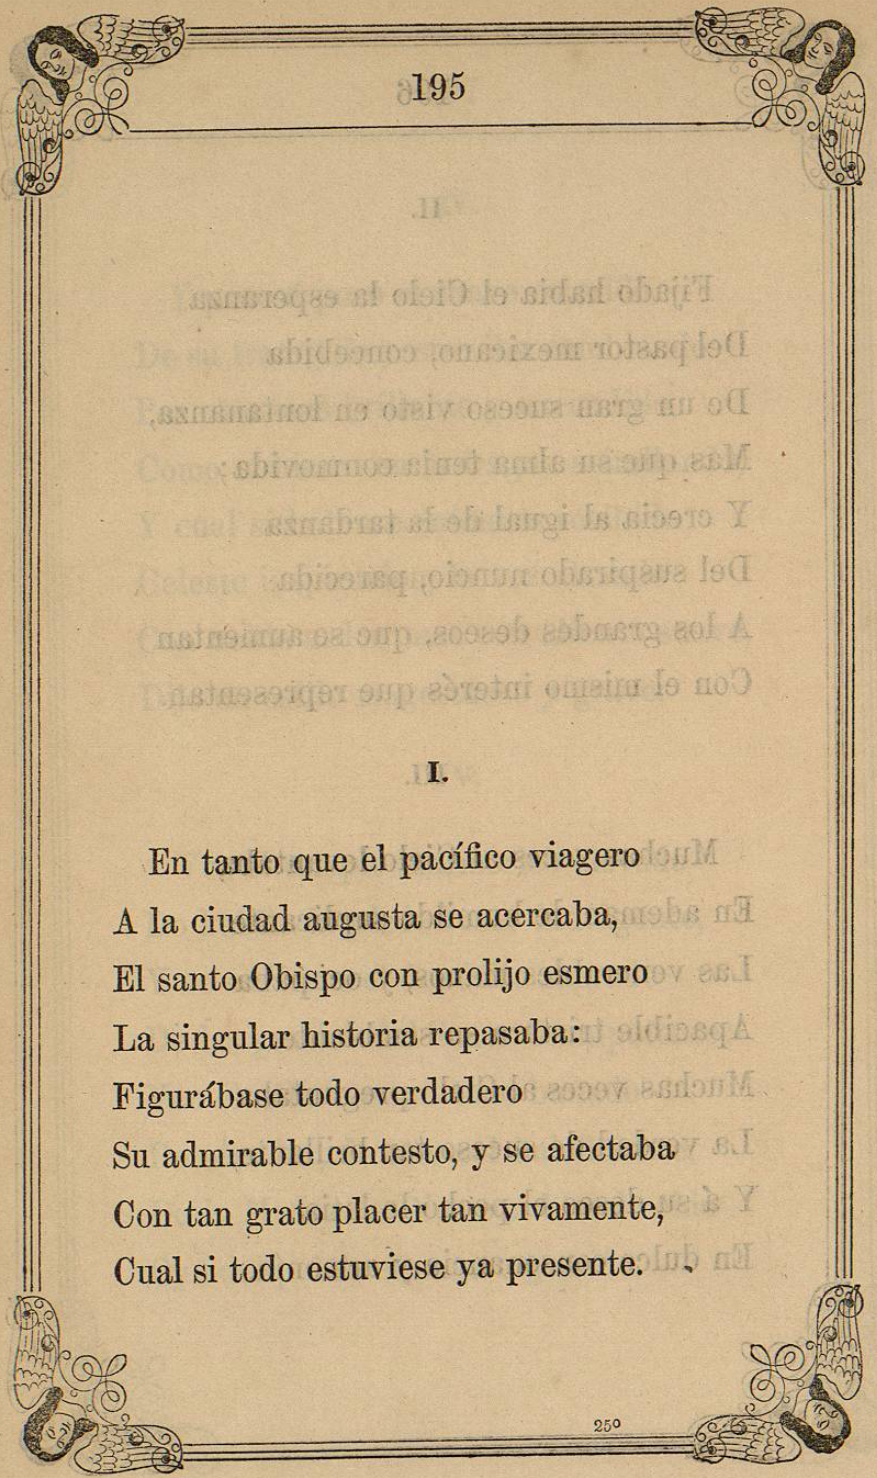 195
I.
En tanto que el pacífico viagero
A la ciudad augusta se acercaba,
El santo Obispo con prolijo esmero
La singular historia repasaba:
Figurábase todo verdadero
Su admirable contesto, y se afectaba
Con tan grato placer tan vivamente,
Cual si todo estuviese ya presente.
25º